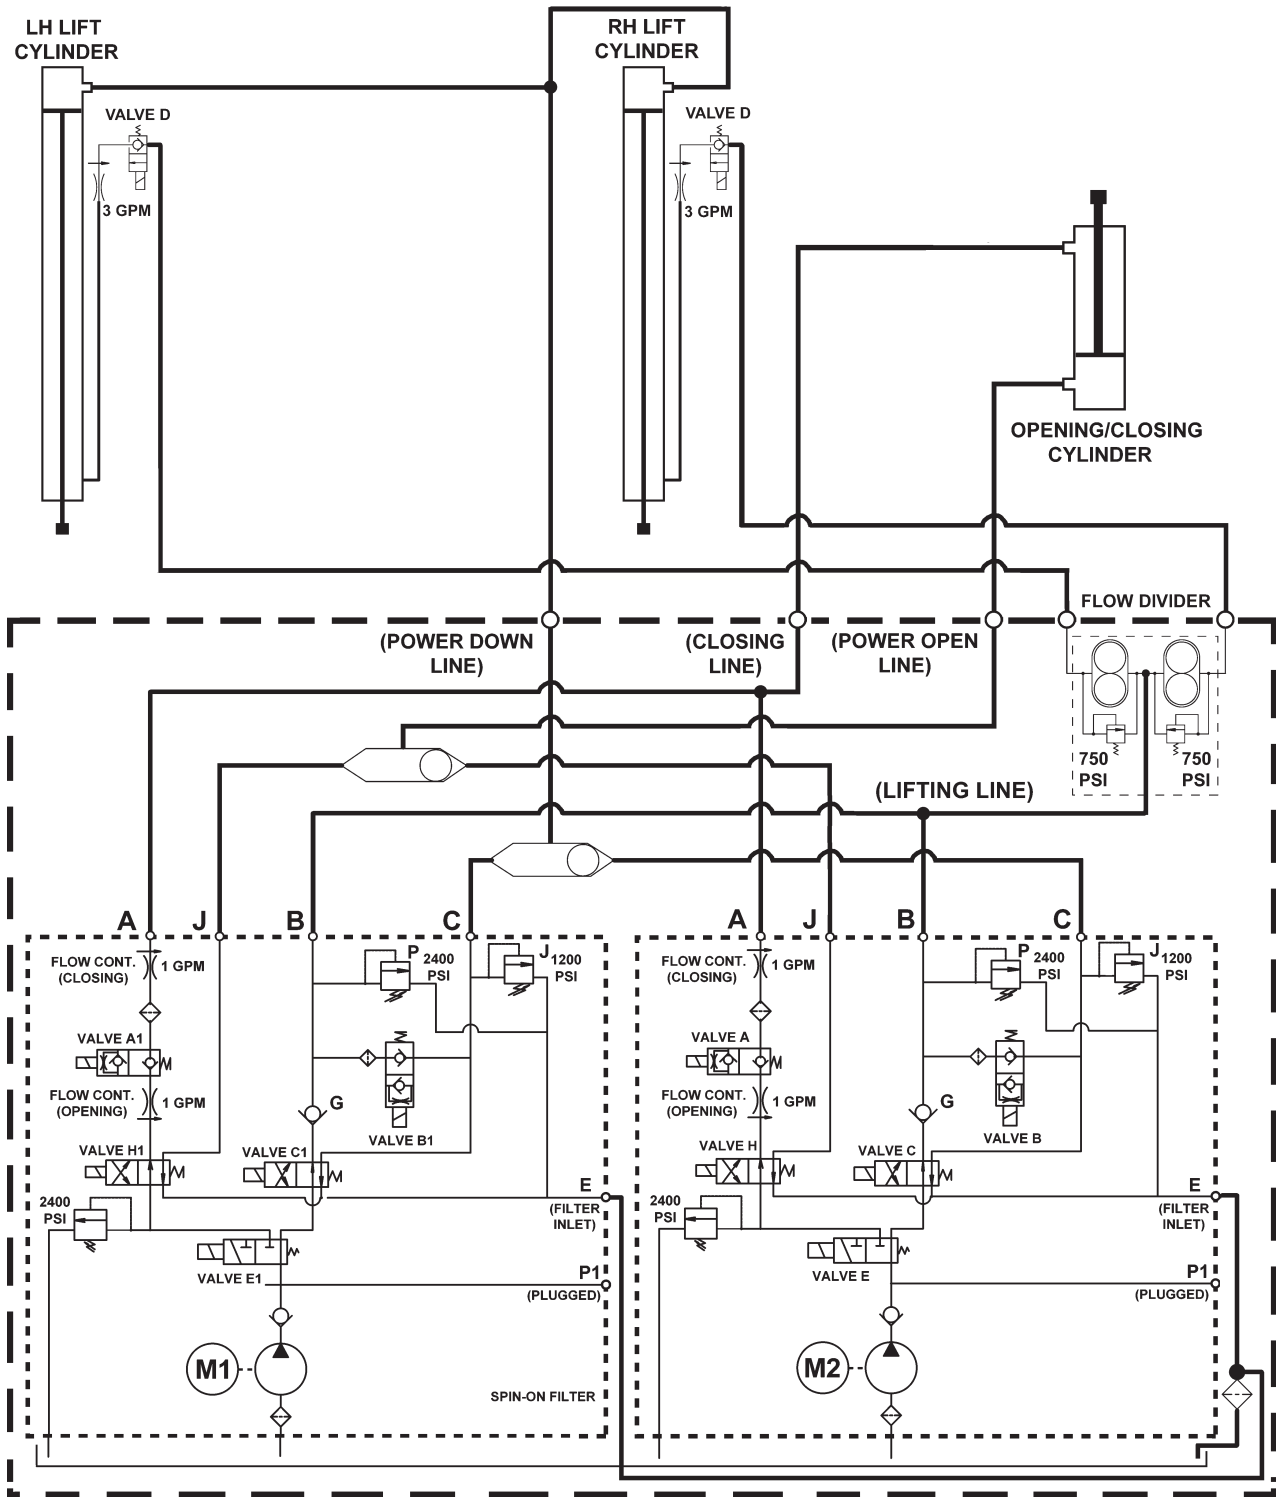 LH LIFT
CYLINDER
RH LIFT
CYLINDER
VALVE D
3 GPM
VALVE D
3 GPM
OPENING/CLOSING
CYLINDER
FLOW DIVIDER
(POWER DOWN
LINE)
(CLOSING
LINE)
(POWER OPEN
LINE)
750
PSI
750
PSI
(LIFTING LINE)
A
J
B
C
A
J
B
C
FLOW CONT.
(CLOSING)
1 GPM
P
2400
PSI
J
1200
PSI
VALVE A1
FLOW CONT.
(OPENING)
1 GPM
G
VALVE B1
VALVE H1
VALVE C1
2400
PSI
E
(FILTER
INLET)
VALVE E1
P1
(PLUGGED)
M1
SPIN-ON FILTER
FLOW CONT.
(CLOSING)
1 GPM
P
2400
PSI
J
1200
PSI
VALVE A
FLOW CONT.
(OPENING)
1 GPM
G
VALVE B
VALVE H
VALVE C
2400
PSI
E
(FILTER
INLET)
VALVE E
P1
(PLUGGED)
M2